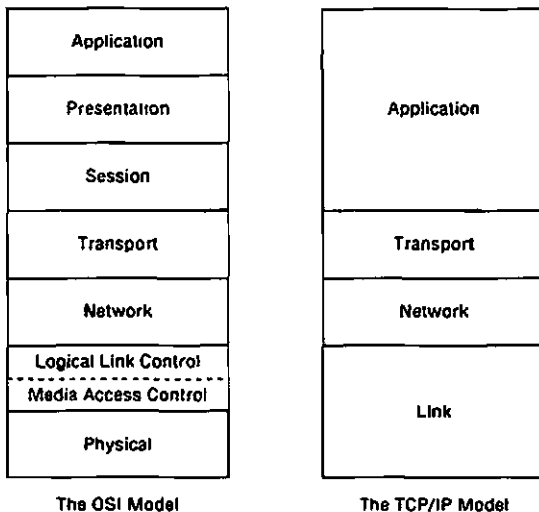 Application
Presentation
Session
Transport
Network
Logical Link Control
Media Access Control
Physical
The OSI Model
Application
Transport
Network
Link
The TCP/IP Model